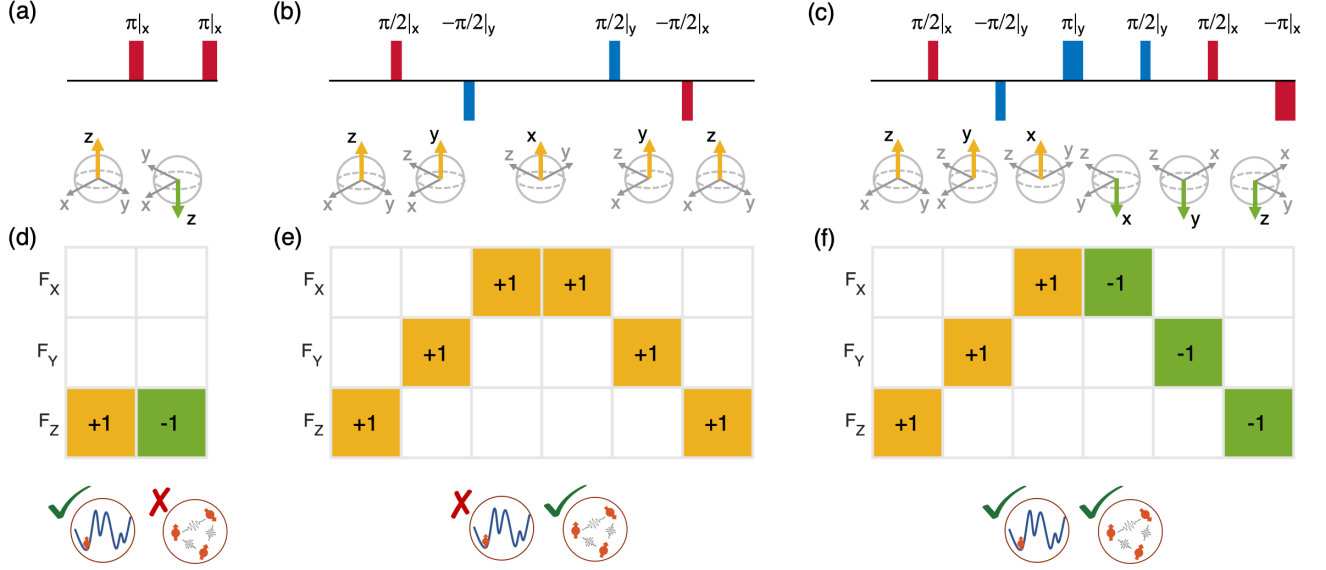 (a)
(b)
(c)
π|x π|x
π/2|x −π/2|y π/2|y −π/2|x
π/2|x −π/2|y π|y π/2|y π/2|x −π|x
z x y
y x z
z x y
y z x
x z y
y z x
z x y
z x y
y z x
x z y
z y x
z x y
x z y
(d)
(e)
(f)
FX
FY
FZ
+1 -1
FX +1 +1
FY +1 +1
FZ +1 +1
FX +1 -1
FY +1 -1
FZ +1 -1